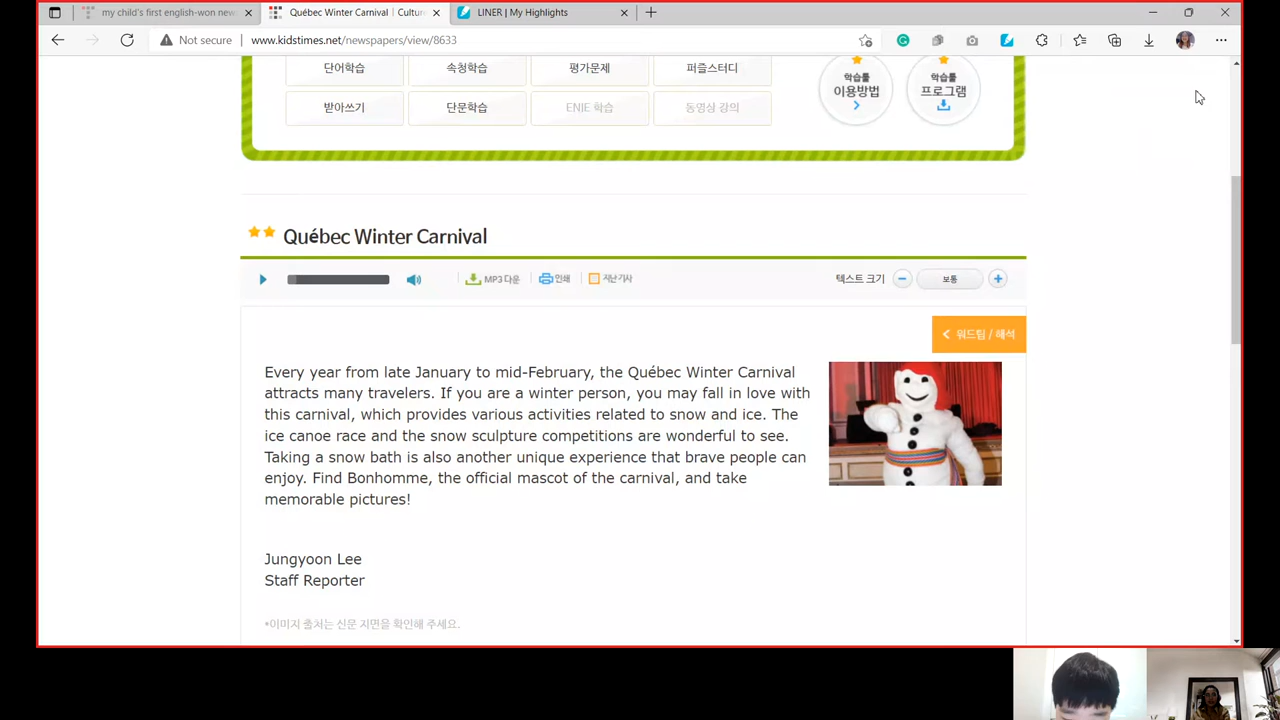 my child's first english-won new
Québec Winter Carnival | Cultur
LINER | My Highlights
Not secure
www.kidstimes.net/newspapers/view/8633
단어학습
속청학습
평가문제
퍼즐스터디
학습툴
이용방법
학습툴
프로그램
받아쓰기
단문학습
ENIE 학습
동영상 강의
Québec Winter Carnival
MP3 다운
인쇄
지난기사
텍스트 크기
보통
워드팁 / 해석
Every year from late January to mid-February, the Québec Winter Carnival
attracts many travelers. If you are a winter person, you may fall in love with
this carnival, which provides various activities related to snow and ice. The
ice canoe race and the snow sculpture competitions are wonderful to see.
Taking a snow bath is also another unique experience that brave people can
enjoy. Find Bonhomme, the official mascot of the carnival, and take
memorable pictures!
Jungyoon Lee
Staff Reporter
*이미지 출처는 신문 지면을 확인해 주세요.